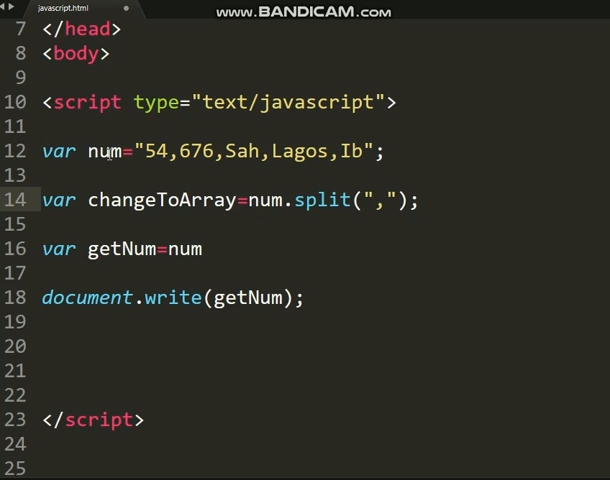 javascript.html
www.BANDICAM.com
7 </head>
8 <body>
9
10 <script type="text/javascript">
11
12 var num="54,676,Sah,Lagos,Ib";
13
14 var changeToArray=num.split(",");
15
16 var getNum=num
17
18 document.write(getNum);
19
20
21
22
23 </script>
24
25